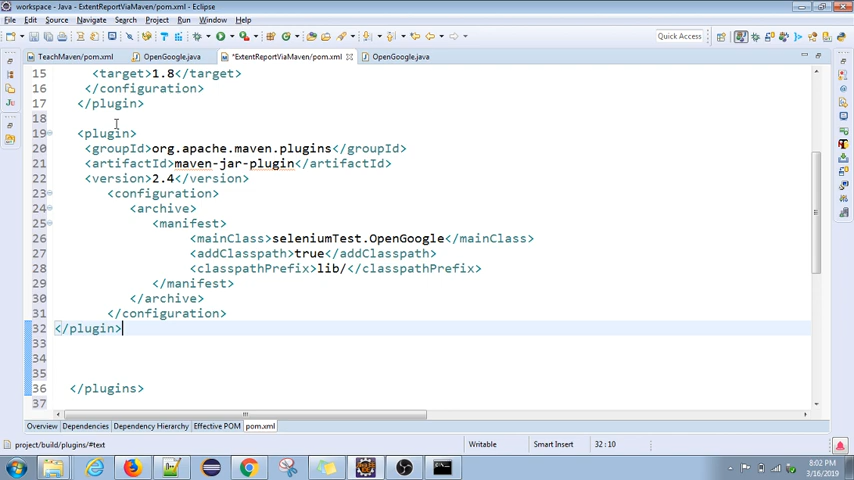 workspace - Java - ExtentReportViaMaven/pom.xml - Eclipse
File Edit Source Navigate Search Project Run Window Help
Quick Access
TeachMaven/pom.xml OpenGoogle.java *ExtentReportViaMaven/pom.xml OpenGoogle.java
15 <target>1.8</target>
16 </configuration>
17 </plugin>
18
19 <plugin>
20 <groupId>org.apache.maven.plugins</groupId>
21 <artifactId>maven-jar-plugin</artifactId>
22 <version>2.4</version>
23 <configuration>
24 <archive>
25 <manifest>
26 <mainClass>seleniumTest.OpenGoogle</mainClass>
27 <addClasspath>true</addClasspath>
28 <classpathPrefix>lib/</classpathPrefix>
29 </manifest>
30 </archive>
31 </configuration>
32 </plugin>
33
34
35
36 </plugins>
37
Overview Dependencies Dependency Hierarchy Effective POM pom.xml
project/build/plugins/#text Writable Smart Insert 32 : 10
8:02 PM
3/16/2019